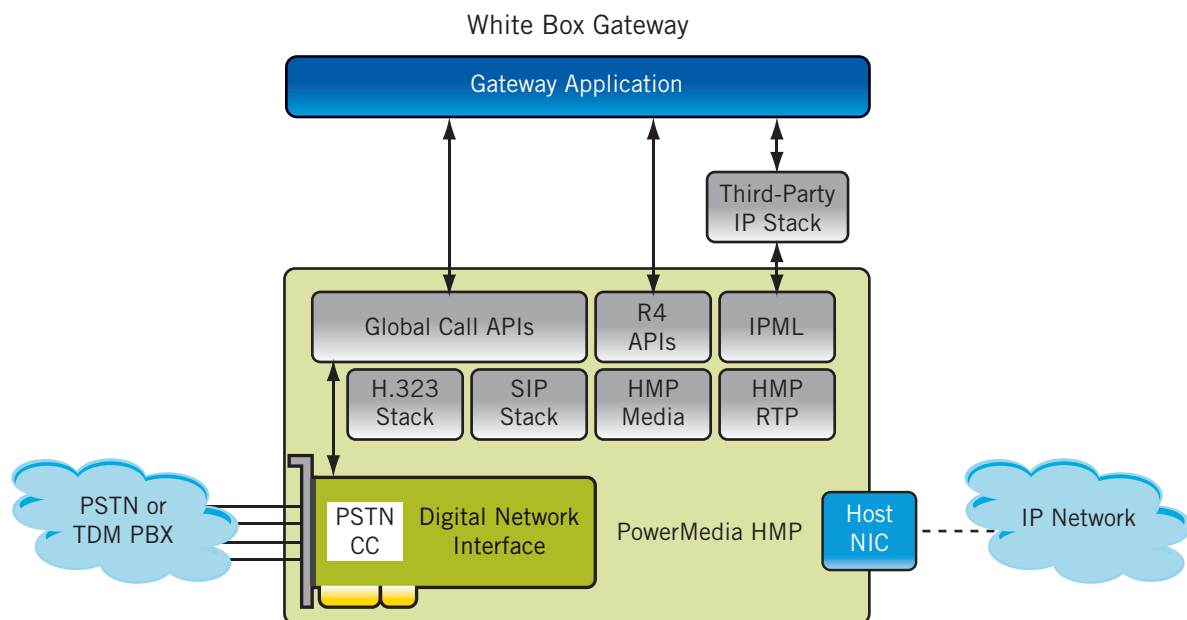 White Box Gateway
Gateway Application
Third-Party
IP Stack
Global Call APIs
R4
APIs
IPML
H.323
Stack
SIP
Stack
HMP
Media
HMP
RTP
PSTN or
TDM PBX
PSTN
CC
Digital Network
Interface
PowerMedia HMP
Host
NIC
IP Network